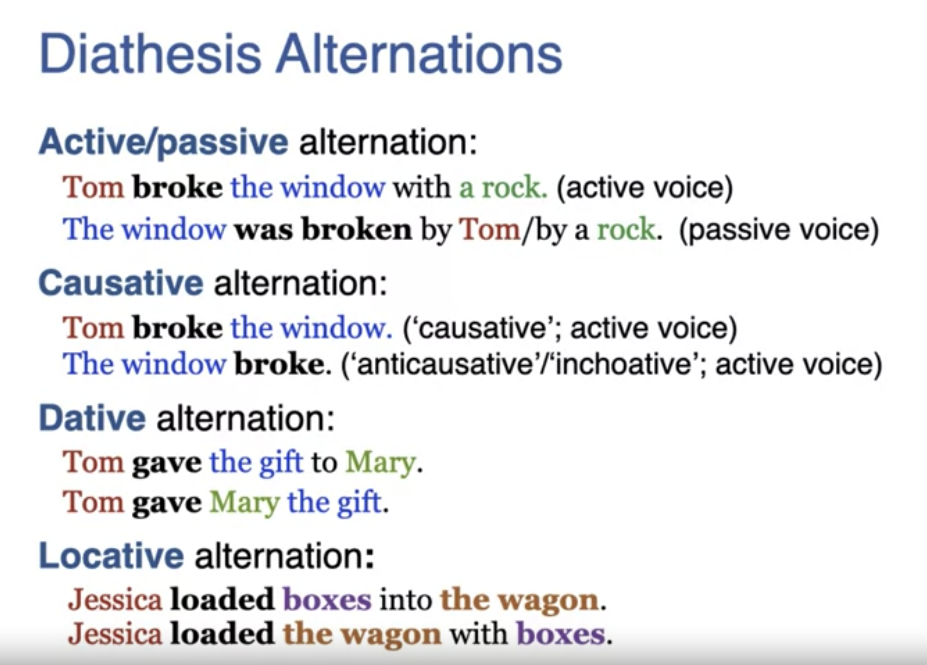 Diathesis Alternations
Active/passive alternation:
Tom broke the window with a rock. (active voice)
The window was broken by Tom/by a rock. (passive voice)
Causative alternation:
Tom broke the window. (‘causative’; active voice)
The window broke. (‘anticausative’/‘inchoative’; active voice)
Dative alternation:
Tom gave the gift to Mary.
Tom gave Mary the gift.
Locative alternation:
Jessica loaded boxes into the wagon.
Jessica loaded the wagon with boxes.